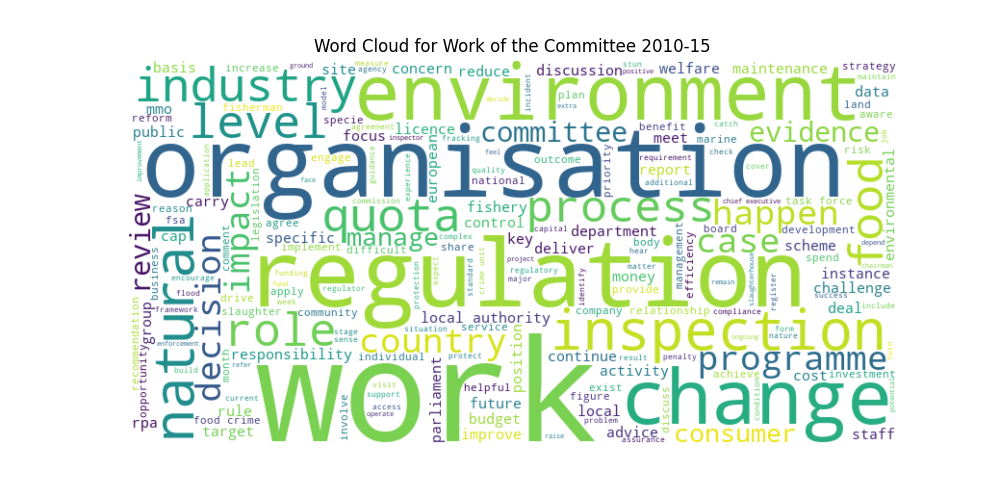 Word Cloud for Work of the Committee 2010-15
basis increase ground agency measure site concern reduce discussion stun positive welfare maintenance strategy
industry environment maintain
mmo fisherman model decide incident plan extra data
reform level specie agreement fracking licence committee catch benefit marine land aware
public focus inspector meet evidence job
organisation
improvement application lead engage face guidance experience european feel quality outcome national priority requirement report additional check cover risk
review carry impact legislation commission capital chief executive task force food environmental
reason fsa agree quota fishery control process department board happen development
cap specific manage key deliver body hear management efficiency case scheme spend depend
business comment implement difficult complex share project matter chairman
natural decision regulation
encourage funding fund regulator protection expect standard crime unit regulatory major identify money provide remain slaughterhouse register instance success challenge
flood drive apply week company relationship compliance deal include
framework group slaughter community local authority
recommendation role stage sense situation service inspection form nature ongoing
enforcement opportunity month refer responsibility country individual protect position continue result penalty programme turn
build work activity cost investment
current visit support helpful exist achieve potential
rpa food crime rule access operate parliament future figure local discuss change condition
target involve budget problem advice consumer staff
improve raise assurance